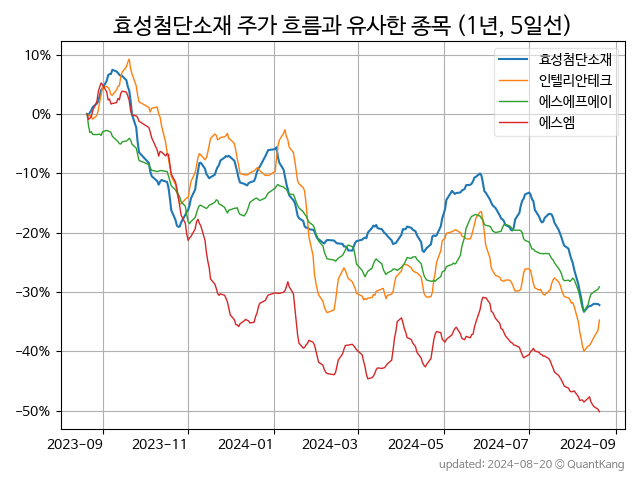 효성첨단소재 주가 흐름과 유사한 종목 (1년, 5일선)
효성첨단소재
인텔리안테크
에스에프에이
에스엠
10%
0%
−10%
−20%
−30%
−40%
−50%
2023-09 2023-11 2024-01 2024-03 2024-05 2024-07 2024-09
updated: 2024-08-20 © QuantKang